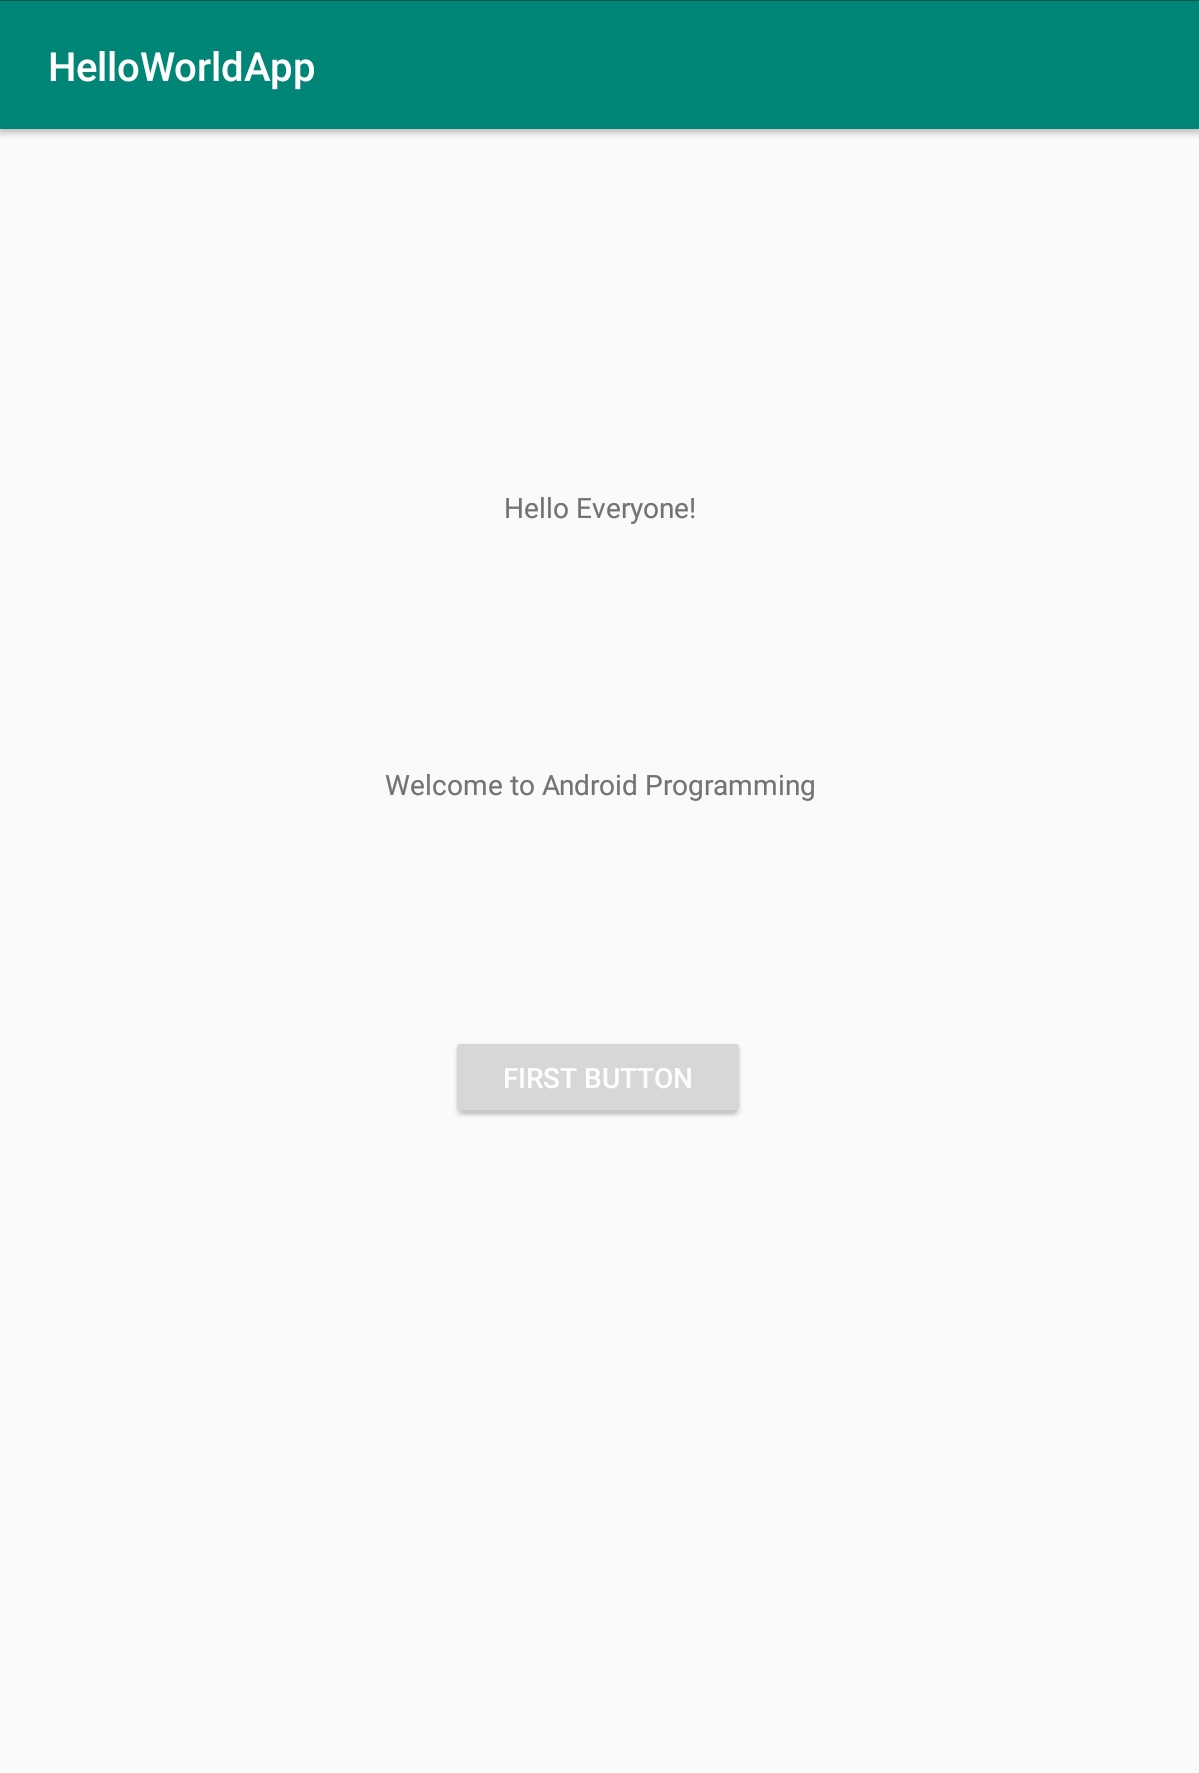 HelloWorldApp
Hello Everyone!
Welcome to Android Programming
FIRST BUTTON